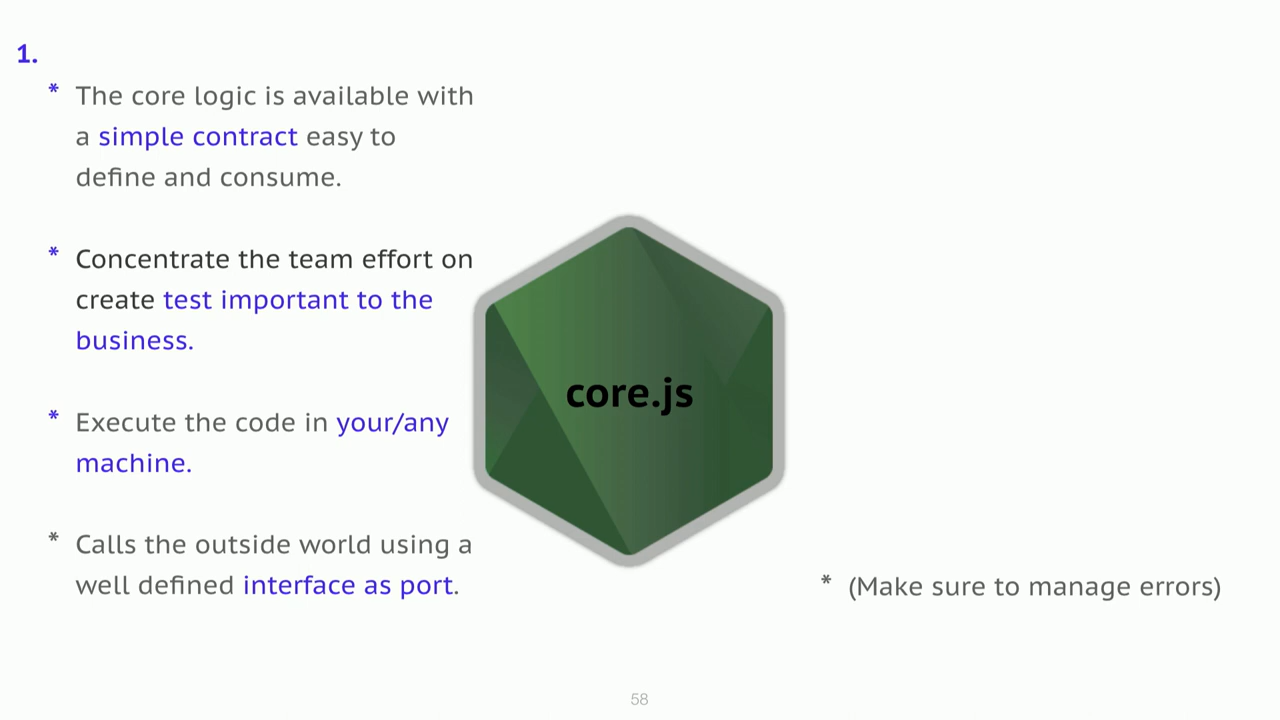 1.
* The core logic is available with
a simple contract easy to
define and consume.
* Concentrate the team effort on
create test important to the
business.
core.js
* Execute the code in your/any
machine.
* Calls the outside world using a
well defined interface as port.
* (Make sure to manage errors)
58